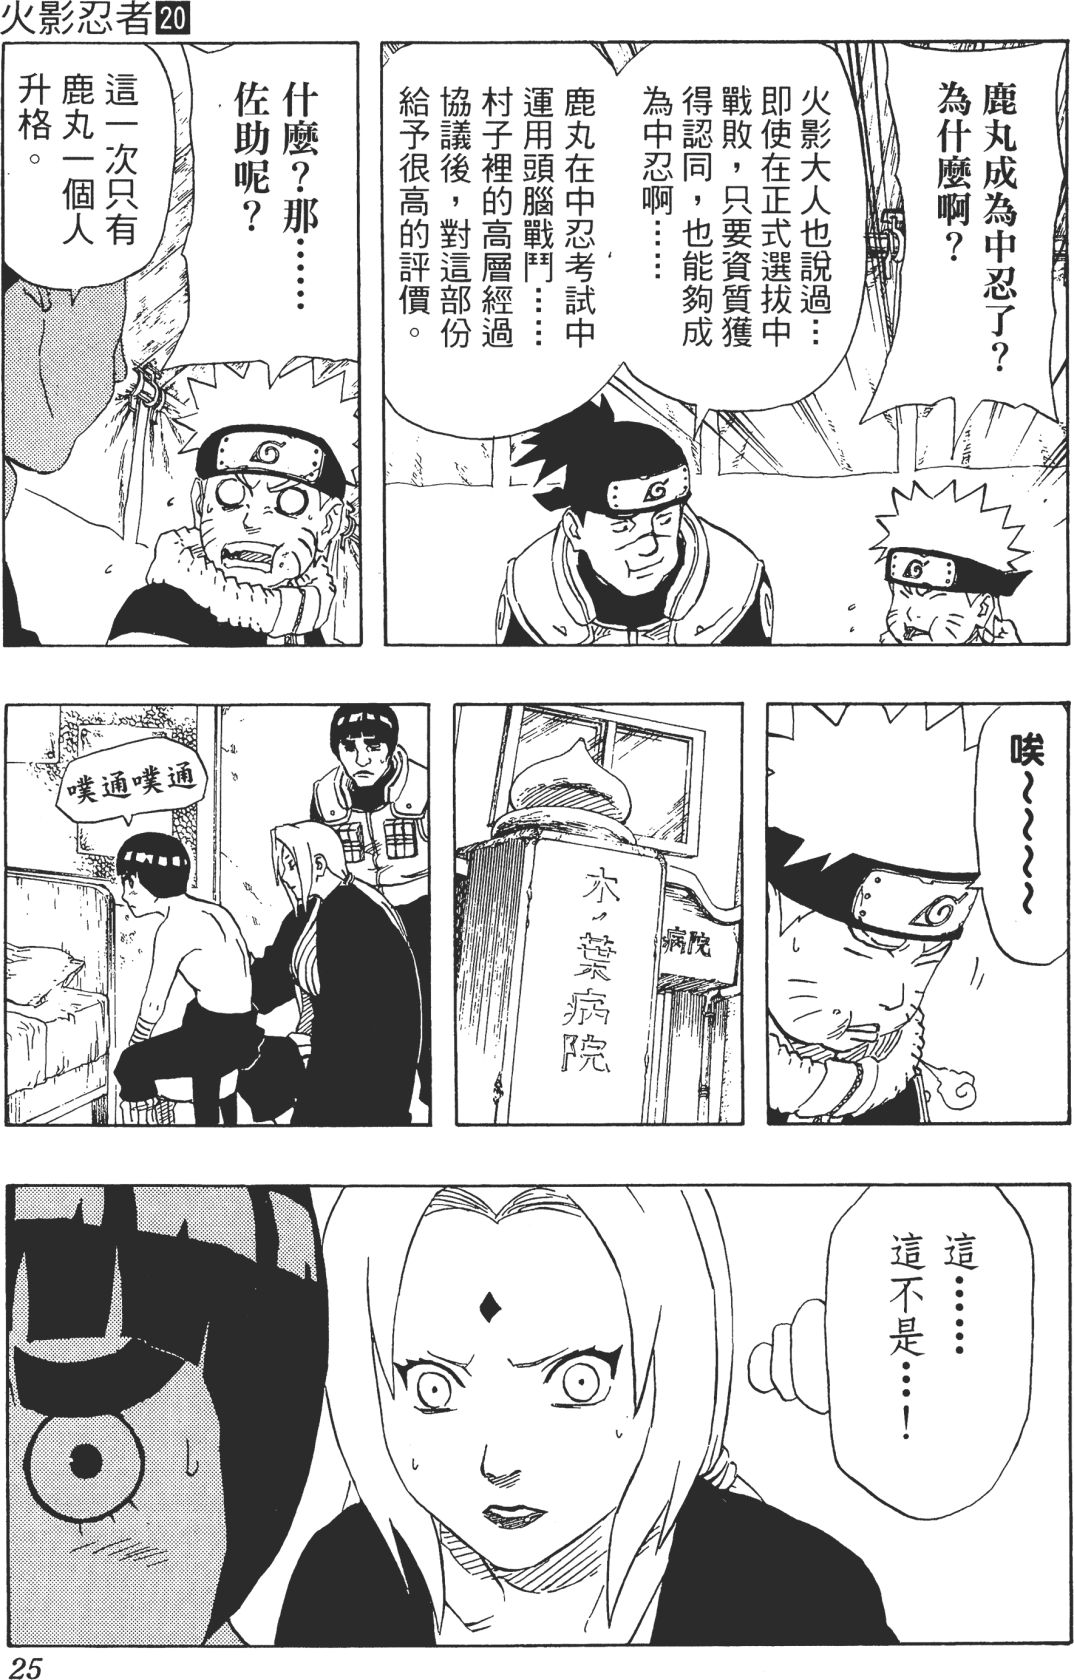 火影忍者20
鹿丸成為中忍了？
為什麼啊？
火影大人也說過…
即使在正式選拔中
戰敗，只要資質獲
得認同，也能夠成
為中忍啊……
鹿丸在中忍考試中
運用頭腦戰鬥……
村子裡的高層經過
協議後，對這部份
給予很高的評價。
什麼？那……
佐助呢？
這一次只有
鹿丸一個人
升格。
唉～～～～～
木ノ葉病院
病院
噗通噗通
這……
這不是……！
25